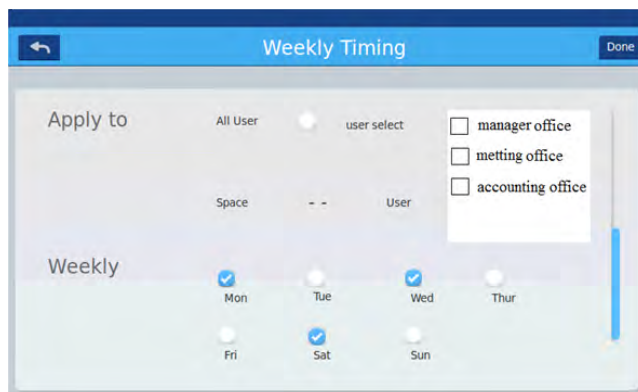 Weekly Timing Done
Apply to All User user select manager office
metting office
accounting office
Space - - User
Weekly
Mon Tue Wed Thur
Fri Sat Sun